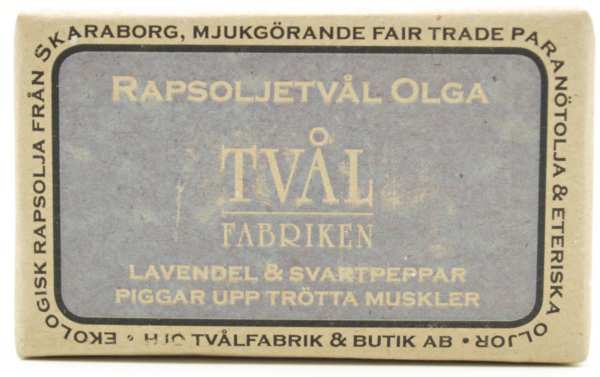 EKOLOGISK RAPSOLJA FRÅN SKARABORG, MJUKGÖRANDE FAIR TRADE PARANÖTOLJA & ETERISKA OLJOR •
TVÅLFABRIK & BUTIK AB •
RAPSOLJETVÅL OLGA
TVÅL
FABRIKEN
LAVENDEL & SVARTPEPPAR
PIGGAR UPP TRÖTTA MUSKLER